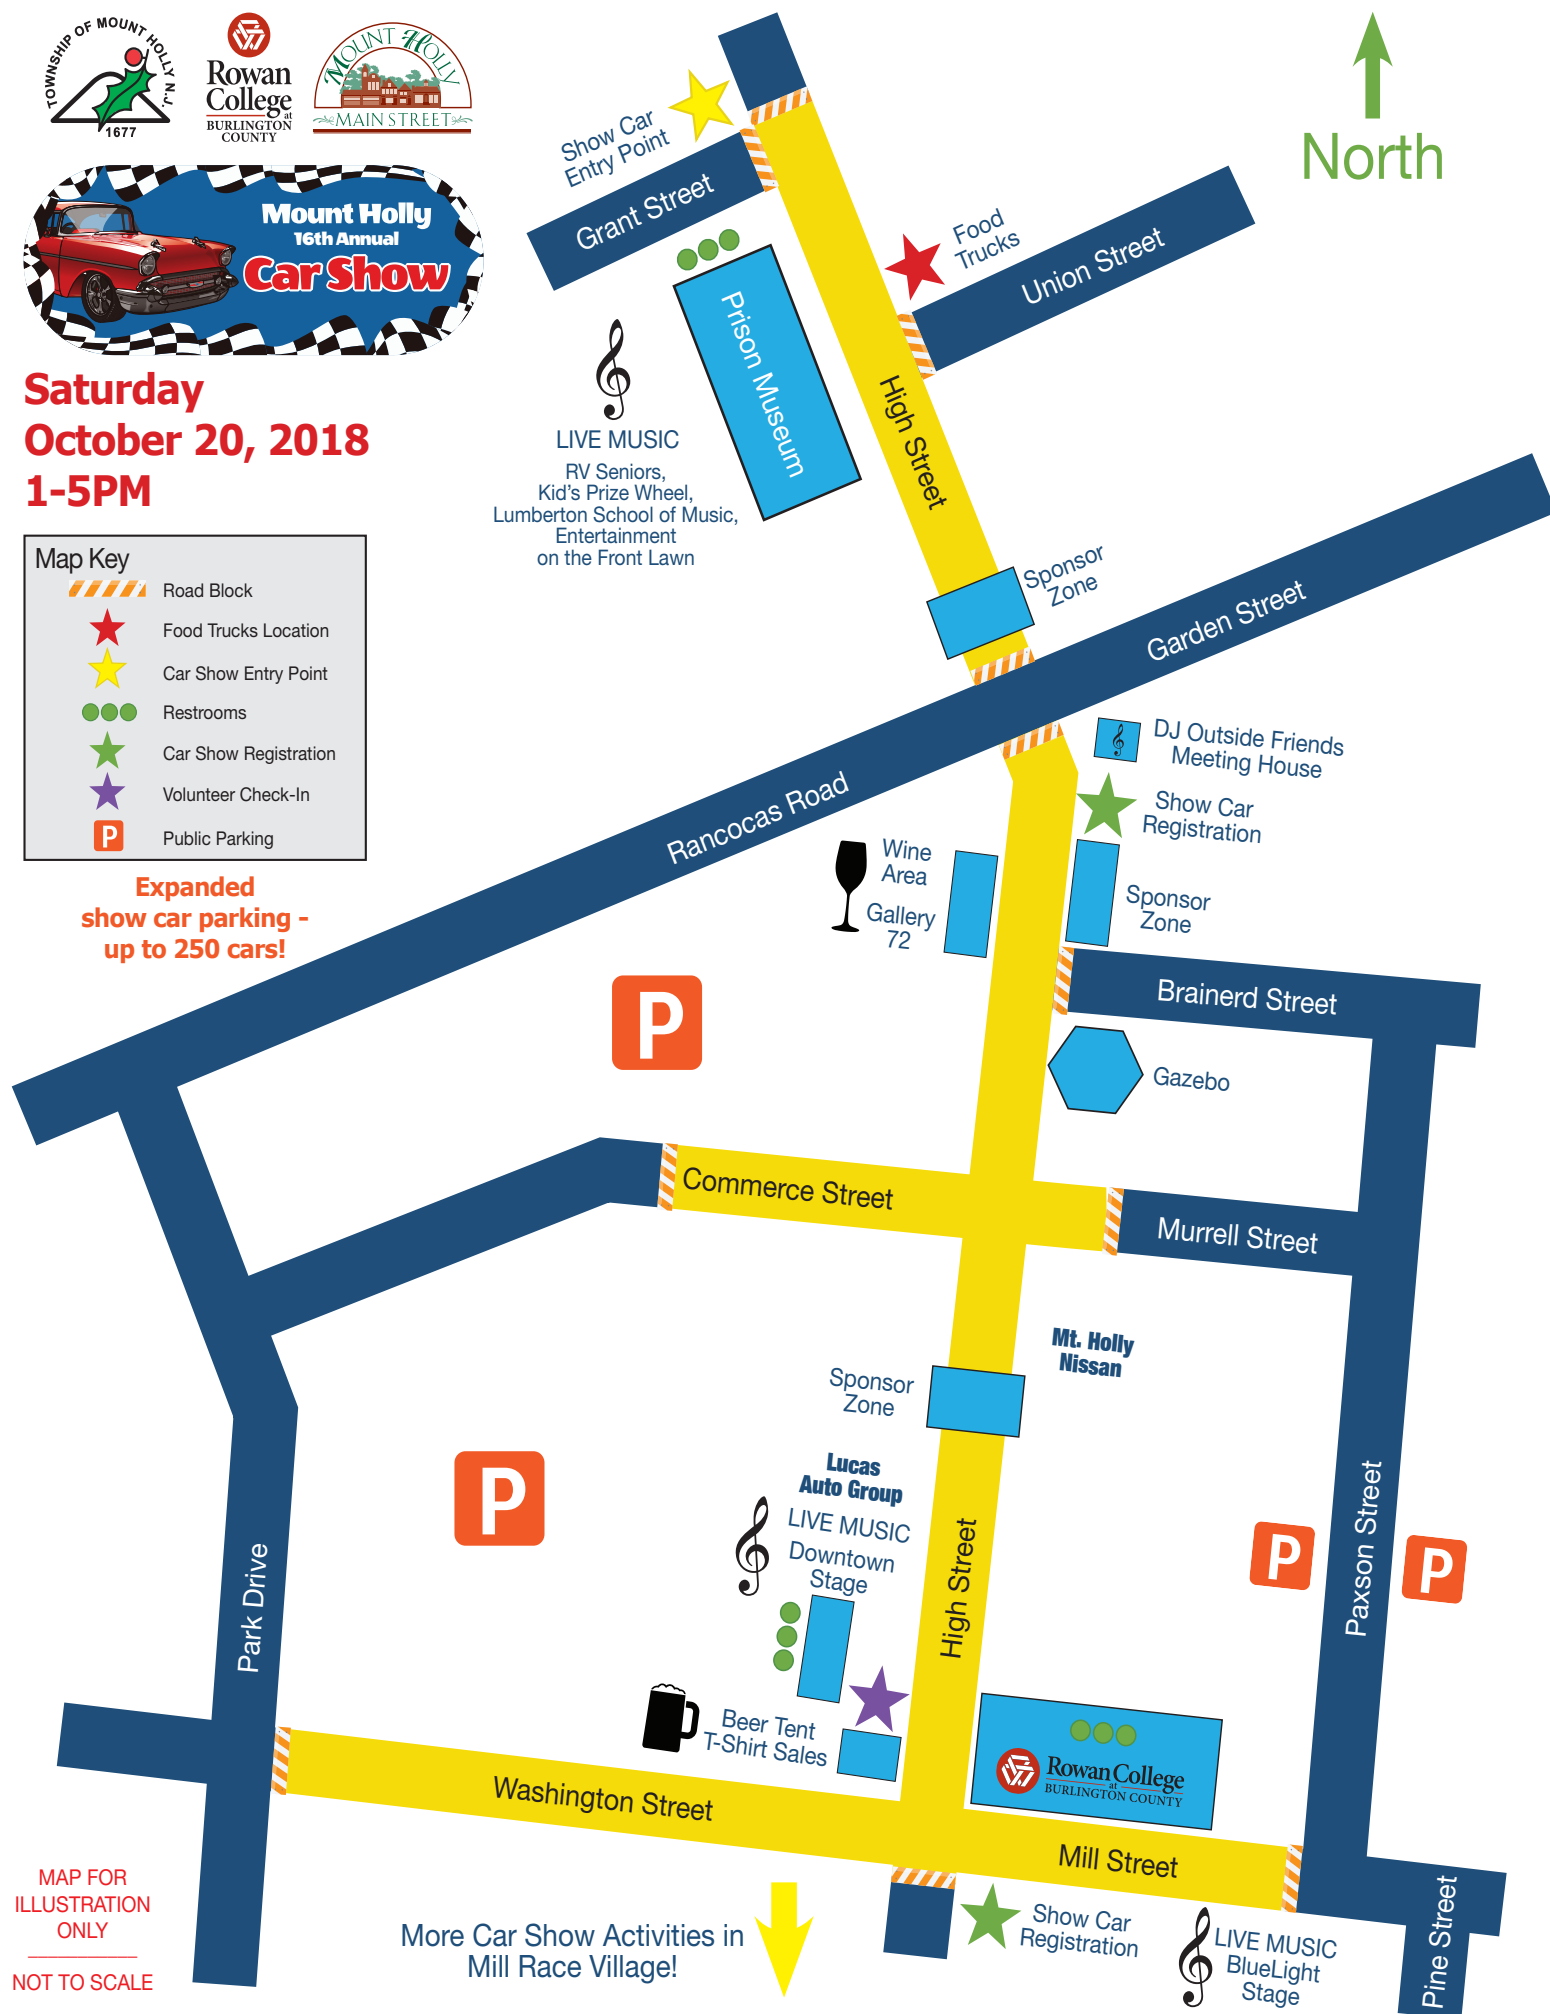 TOWNSHIP OF MOUNT HOLLY N.J.
1677
Rowan
College
at
BURLINGTON
COUNTY
MOUNT HOLLY
MAIN STREET
Mount Holly
16th Annual
Car Show
Saturday
October 20, 2018
1-5PM
Map Key
Road Block
Food Trucks Location
Car Show Entry Point
Restrooms
Car Show Registration
Volunteer Check-In
P
Public Parking
Expanded
show car parking -
up to 250 cars!
North
Show Car
Entry Point
Grant Street
Food
Trucks
Union Street
Prison Museum
High Street
LIVE MUSIC
RV Seniors,
Kid's Prize Wheel,
Lumberton School of Music,
Entertainment
on the Front Lawn
Sponsor
Zone
Garden Street
Rancocas Road
DJ Outside Friends
Meeting House
Show Car
Registration
Wine
Area
Gallery
72
Sponsor
Zone
Brainerd Street
P
Gazebo
Commerce Street
Murrell Street
Mt. Holly
Nissan
Sponsor
Zone
Lucas
Auto Group
LIVE MUSIC
Downtown
Stage
P
High Street
P
Paxson Street
P
Park Drive
Beer Tent
T-Shirt Sales
Rowan College
at
BURLINGTON COUNTY
Washington Street
Mill Street
MAP FOR
ILLUSTRATION
ONLY
NOT TO SCALE
More Car Show Activities in
Mill Race Village!
Show Car
Registration
LIVE MUSIC
BlueLight
Stage
Pine Street